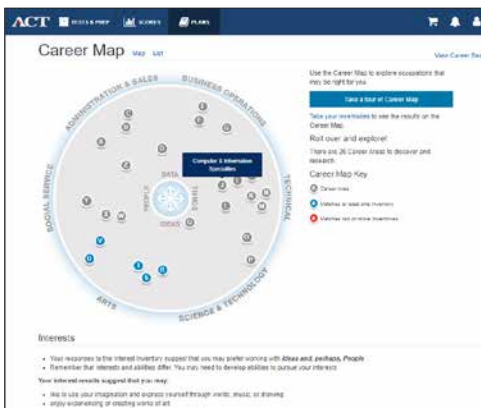 ACT TESTS & PREP SCORES PLANS
Career Map Map List
Use the Career Map to explore occupations that
may be right for you.
Take a tour of Career Map
Take your inventories to see the results on the
Career Map.
Roll over and explore!
There are 26 Career Areas to discover and
research.
Career Map Key
Career Area
Matches at least one inventory
Matches two or more inventories
ADMINISTRATION & SALES
BUSINESS OPERATIONS
TECHNICAL
SCIENCE & TECHNOLOGY
ARTS
SOCIAL SERVICE
Computer & Information
Specialties
DATA
PEOPLE
THINGS
IDEAS
Interests
Your responses to the Interest Inventory suggest that you may prefer working with Ideas and, perhaps, People
Remember that interests and abilities differ. You may need to develop abilities to pursue your interests
Your interest results suggest that you may:
like to use your imagination and express yourself through words, music, or drawing
enjoy experiencing or creating works of art